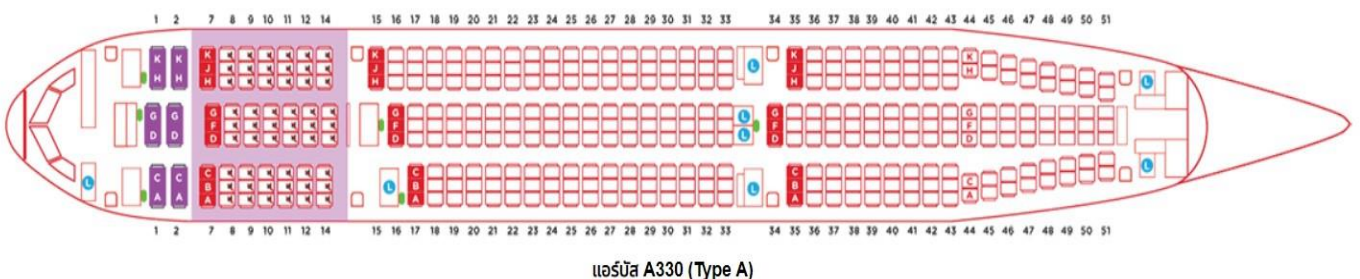 1 2 7 8 9 10 11 12 14 15 16 17 18 19 20 21 22 23 24 25 26 27 28 29 30 31 32 33 34 35 36 37 38 39 40 41 42 43 44 45 46 47 48 49 50 51
K K K K K K
H H J J J H
H H H
L L
G G G G G G
D D F F F F
D D D D
L
L
C C C C C C
A A B B B A
A A A
L L L L
1 2 7 8 9 10 11 12 14 15 16 17 18 19 20 21 22 23 24 25 26 27 28 29 30 31 32 33 34 35 36 37 38 39 40 41 42 43 44 45 46 47 48 49 50 51
แอร์บัส A330 (Type A)